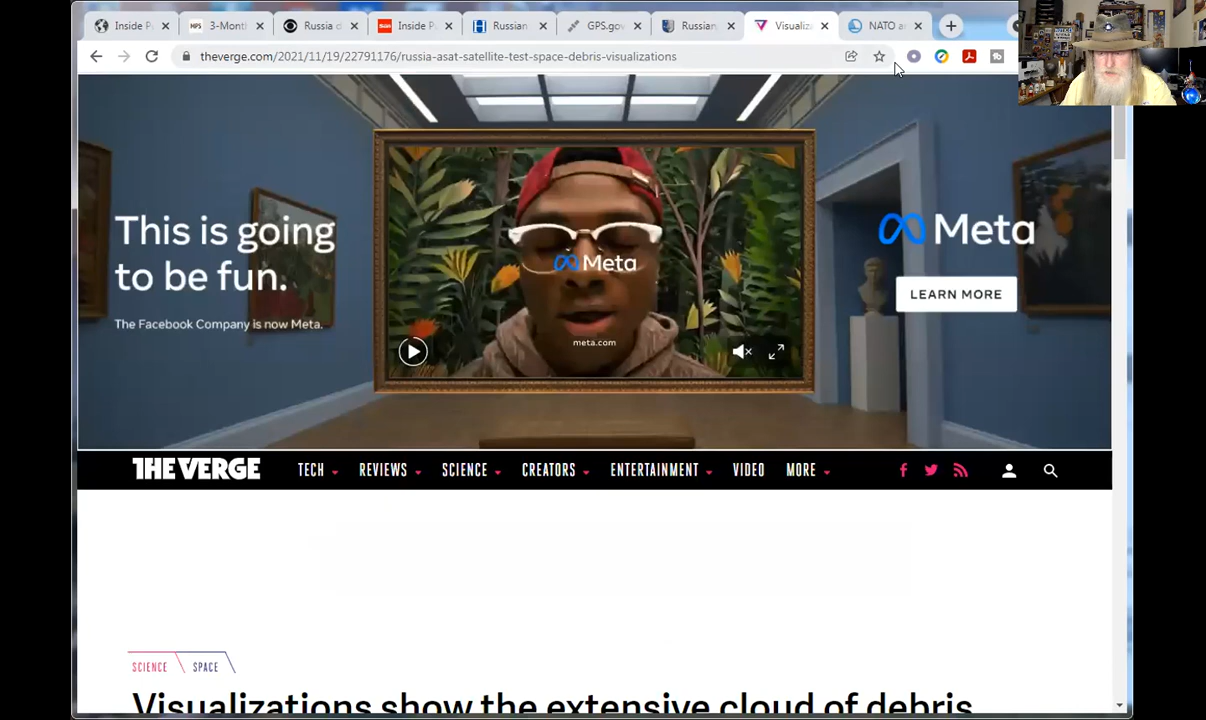 Inside P
3-Month
Russia d
Inside P
Russian
GPS.gov
Russian
Visualiz
NATO a
theverge.com/2021/11/19/22791176/russia-asat-satellite-test-space-debris-visualizations
This is going
to be fun.
The Facebook Company is now Meta.
Meta
meta.com
Meta
LEARN MORE
THE VERGE TECH REVIEWS SCIENCE CREATORS ENTERTAINMENT VIDEO MORE
SCIENCE SPACE
Visualizations show the extensive cloud of debris